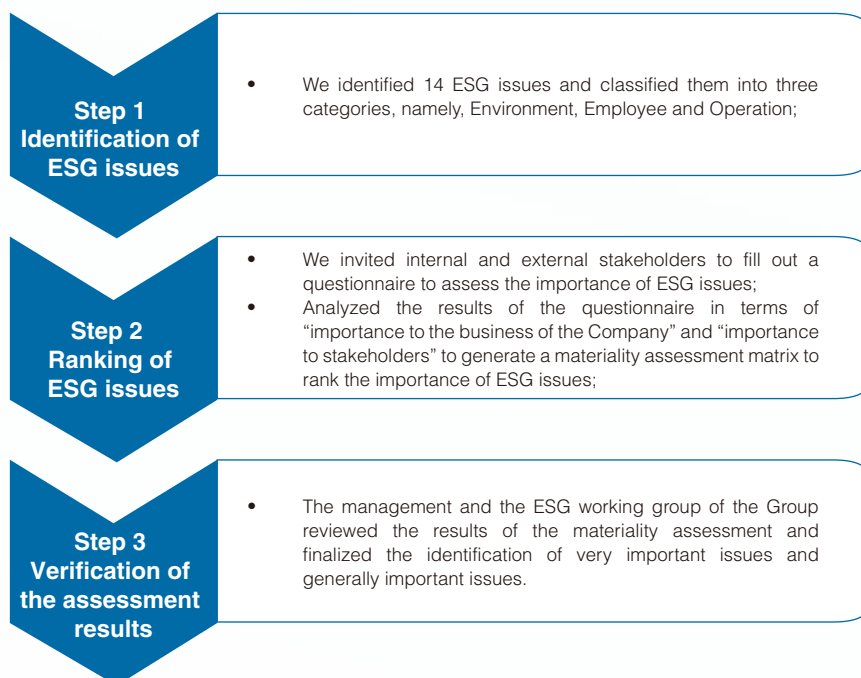 Step 1
Identification of
ESG issues
• We identified 14 ESG issues and classified them into three
categories, namely, Environment, Employee and Operation;
Step 2
Ranking of
ESG issues
• We invited internal and external stakeholders to fill out a
questionnaire to assess the importance of ESG issues;
• Analyzed the results of the questionnaire in terms of
“importance to the business of the Company” and “importance
to stakeholders” to generate a materiality assessment matrix to
rank the importance of ESG issues;
Step 3
Verification of
the assessment
results
• The management and the ESG working group of the Group
reviewed the results of the materiality assessment and
finalized the identification of very important issues and
generally important issues.